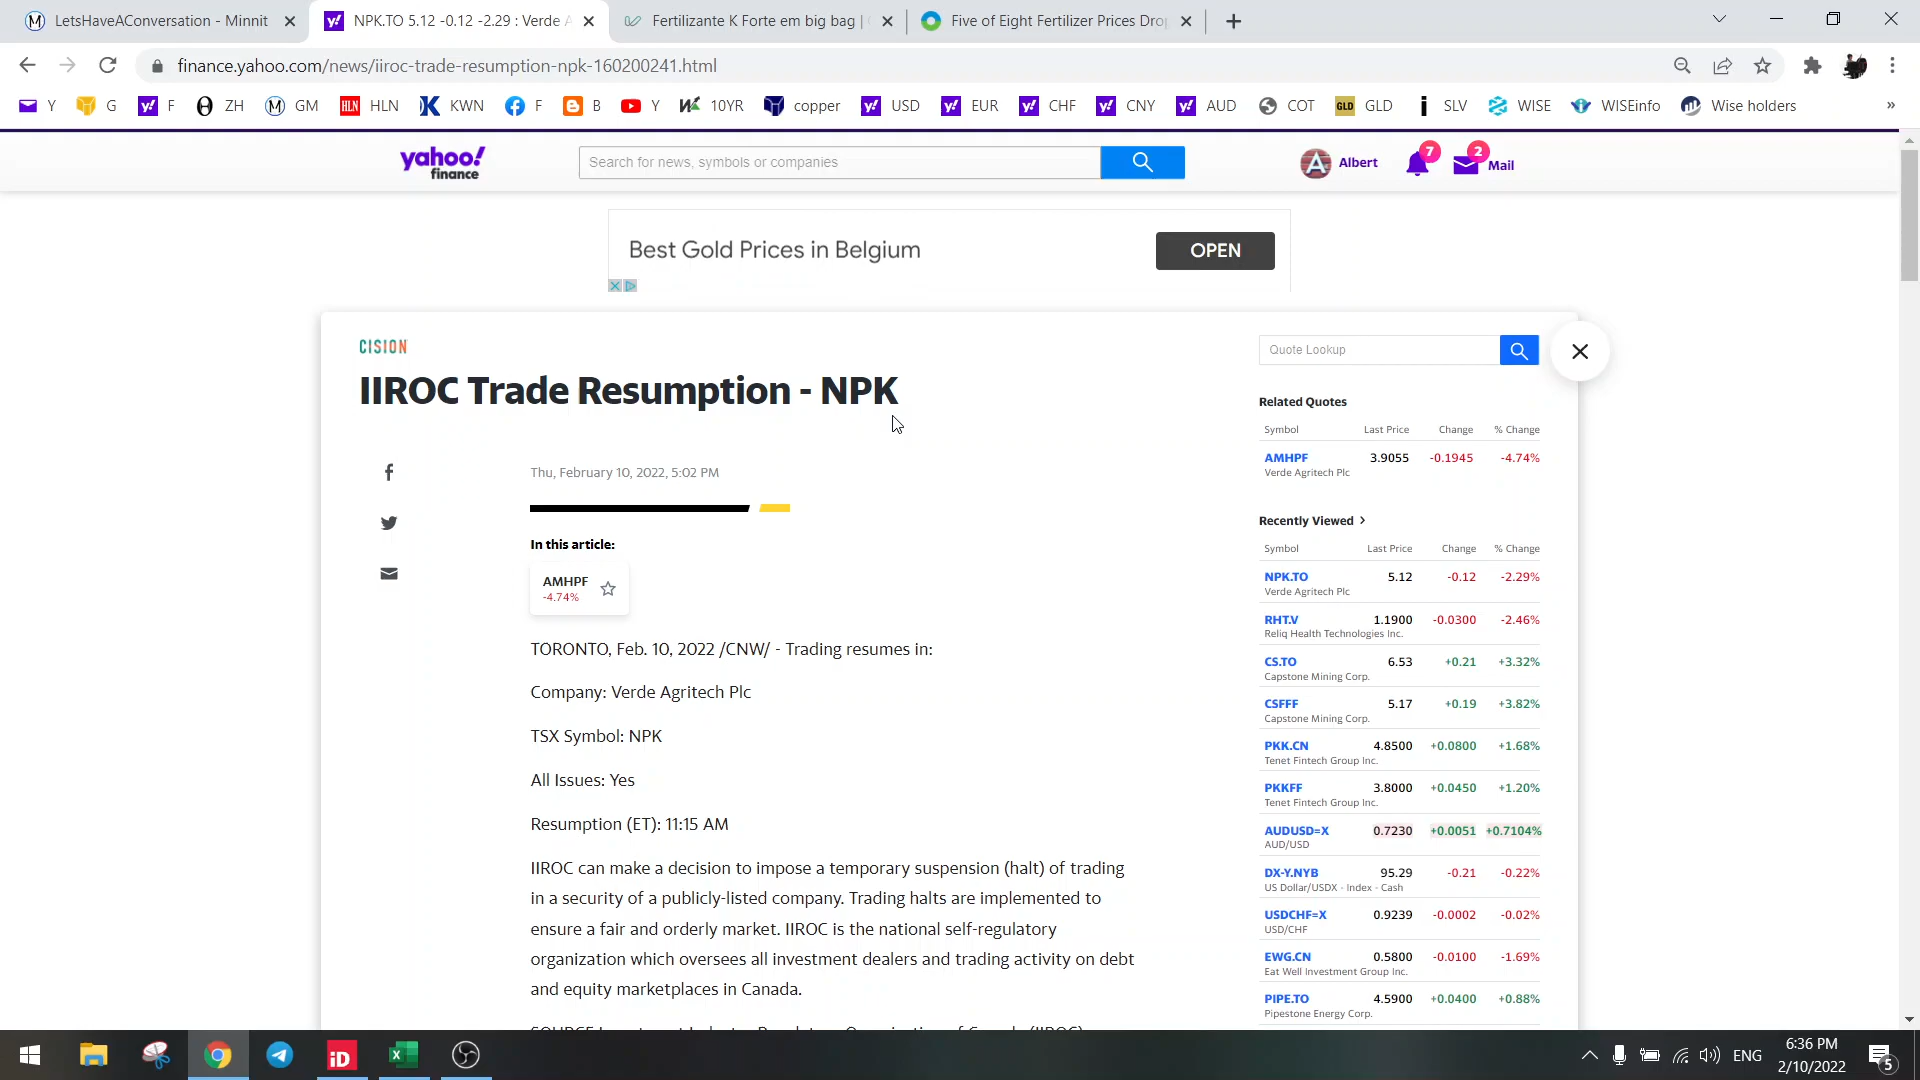 LetsHaveAConversation - Minnit
NPK.TO 5.12 -0.12 -2.29 : Verde A
Fertilizante K Forte em big bag |
Five of Eight Fertilizer Prices Dro
finance.yahoo.com/news/iiroc-trade-resumption-npk-160200241.html
Y G F ZH GM HLN KWN F B Y 10YR copper USD EUR CHF CNY AUD COT GLD SLV WISE WISEinfo Wise holders »
yahoo!
finance
Search for news, symbols or companies
Albert
7
2
Mail
Best Gold Prices in Belgium
OPEN
CISION
IIROC Trade Resumption - NPK
Thu, February 10, 2022, 5:02 PM
In this article:
AMHPF
-4.74%
TORONTO, Feb. 10, 2022 /CNW/ - Trading resumes in:
Company: Verde Agritech Plc
TSX Symbol: NPK
All Issues: Yes
Resumption (ET): 11:15 AM
IIROC can make a decision to impose a temporary suspension (halt) of trading
in a security of a publicly-listed company. Trading halts are implemented to
ensure a fair and orderly market. IIROC is the national self-regulatory
organization which oversees all investment dealers and trading activity on debt
and equity marketplaces in Canada.
Quote Lookup
Related Quotes
Symbol Last Price Change % Change
AMHPF 3.9055 -0.1945 -4.74%
Verde Agritech Plc
Recently Viewed
Symbol Last Price Change % Change
NPK.TO 5.12 -0.12 -2.29%
Verde Agritech Plc
RHT.V 1.1900 -0.0300 -2.46%
Reliq Health Technologies Inc.
CS.TO 6.53 +0.21 +3.32%
Capstone Mining Corp.
CSFFF 5.17 +0.19 +3.82%
Capstone Mining Corp.
PKK.CN 4.8500 +0.0800 +1.68%
Tenet Fintech Group Inc.
PKKFF 3.8000 +0.0450 +1.20%
Tenet Fintech Group Inc.
AUDUSD=X 0.7230 +0.0051 +0.7104%
AUD/USD
DX-Y.NYB 95.29 -0.21 -0.22%
US Dollar/USDX - Index - Cash
USDCHF=X 0.9239 -0.0002 -0.02%
USD/CHF
EWG.CN 0.5800 -0.0100 -1.69%
Eat Well Investment Group Inc.
PIPE.TO 4.5900 +0.0400 +0.88%
Pipestone Energy Corp.
ENG
6:36 PM
2/10/2022
5